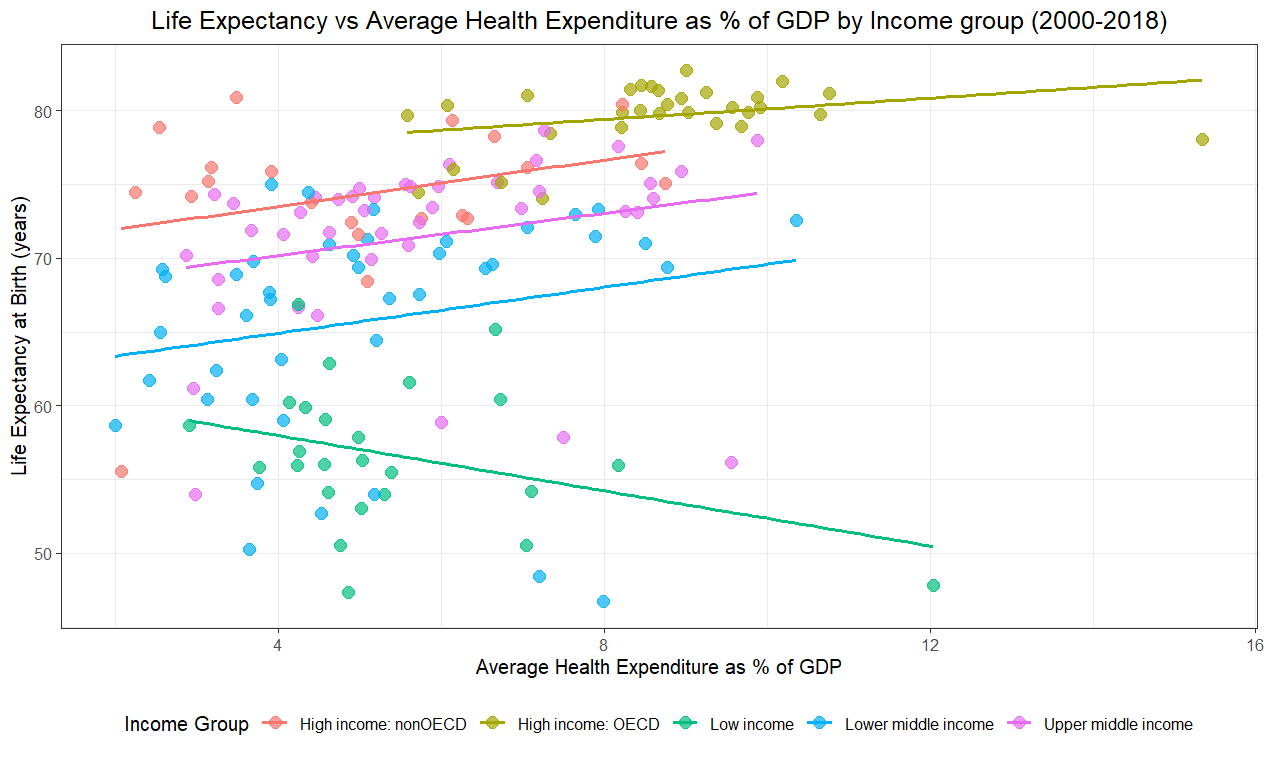 Life Expectancy vs Average Health Expenditure as % of GDP by Income group (2000-2018)
Life Expectancy at Birth (years)
80
70
60
50
4 8 12 16
Average Health Expenditure as % of GDP
Income Group High income: nonOECD High income: OECD Low income Lower middle income Upper middle income